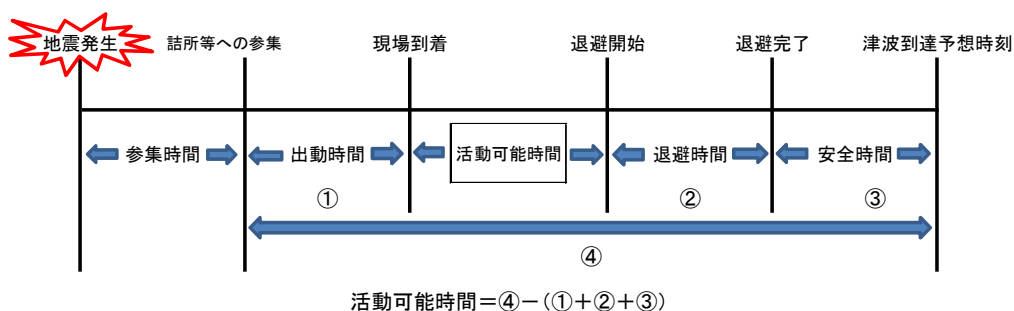 地震発生 詰所等への参集 現場到着 退避開始 退避完了 津波到達予想時刻
参集時間 出動時間 活動可能時間 退避時間 安全時間
① ② ③
④
活動可能時間＝④－（①＋②＋③）